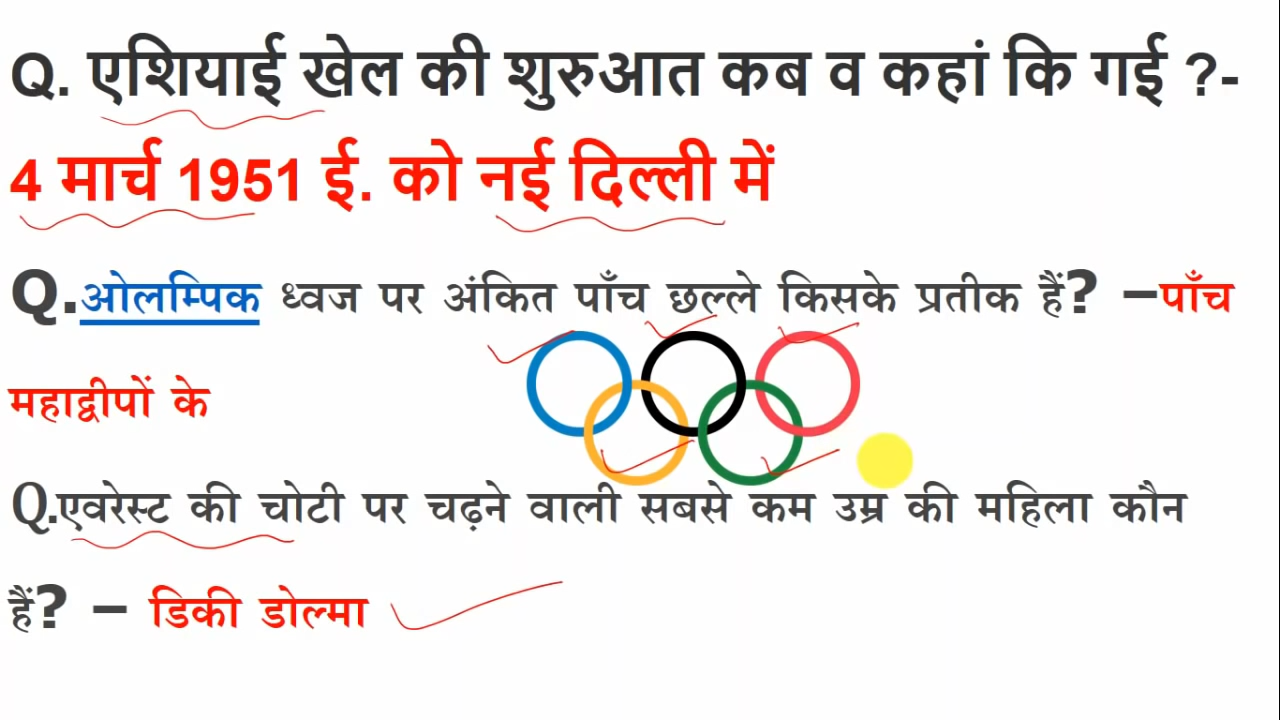 Q. एशियाई खेल की शुरुआत कब व कहां कि गई ?-
4 मार्च 1951 ई. को नई दिल्ली में
Q.ओलम्पिक ध्वज पर अंकित पाँच छल्ले किसके प्रतीक हैं? –पाँच
महाद्वीपों के
Q.एवरेस्ट की चोटी पर चढ़ने वाली सबसे कम उम्र की महिला कौन
हैं? – डिकी डोल्मा